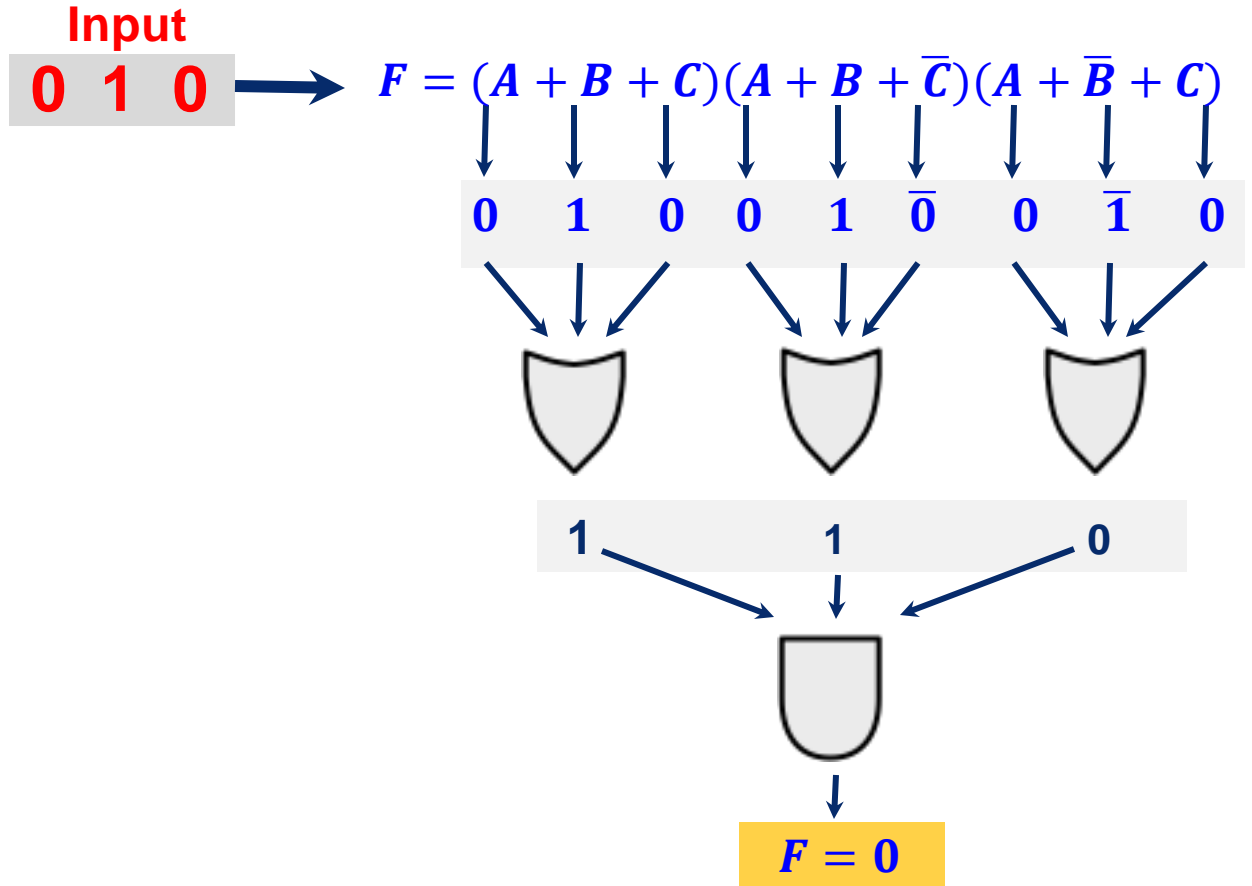 Input
0 1 0
F = (A + B + C)(A + B + C̅)(A + B̅ + C)
0 1 0 0 1 0̅ 0 1̅ 0
1 1 0
F = 0